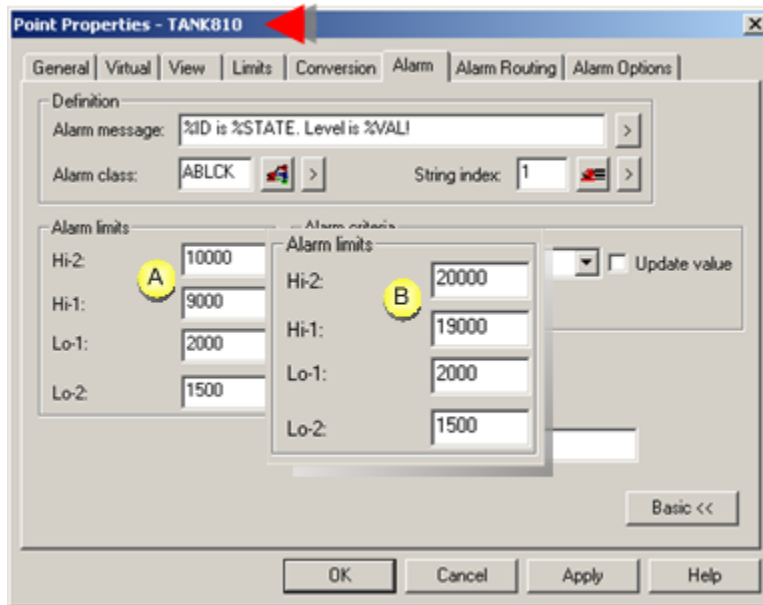 Point Properties - TANK810
General Virtual View Limits Conversion Alarm Alarm Routing Alarm Options
Definition
Alarm message: %ID is %STATE. Level is %VAL!
Alarm class: ABLCK > String index: 1 >
Alarm limits
Hi-2: 10000
Hi-1: 9000
Lo-1: 2000
Lo-2: 1500
A
Alarm criteria
Update value
Alarm limits
Hi-2: 20000
Hi-1: 19000
Lo-1: 2000
Lo-2: 1500
B
Basic <<
OK Cancel Apply Help